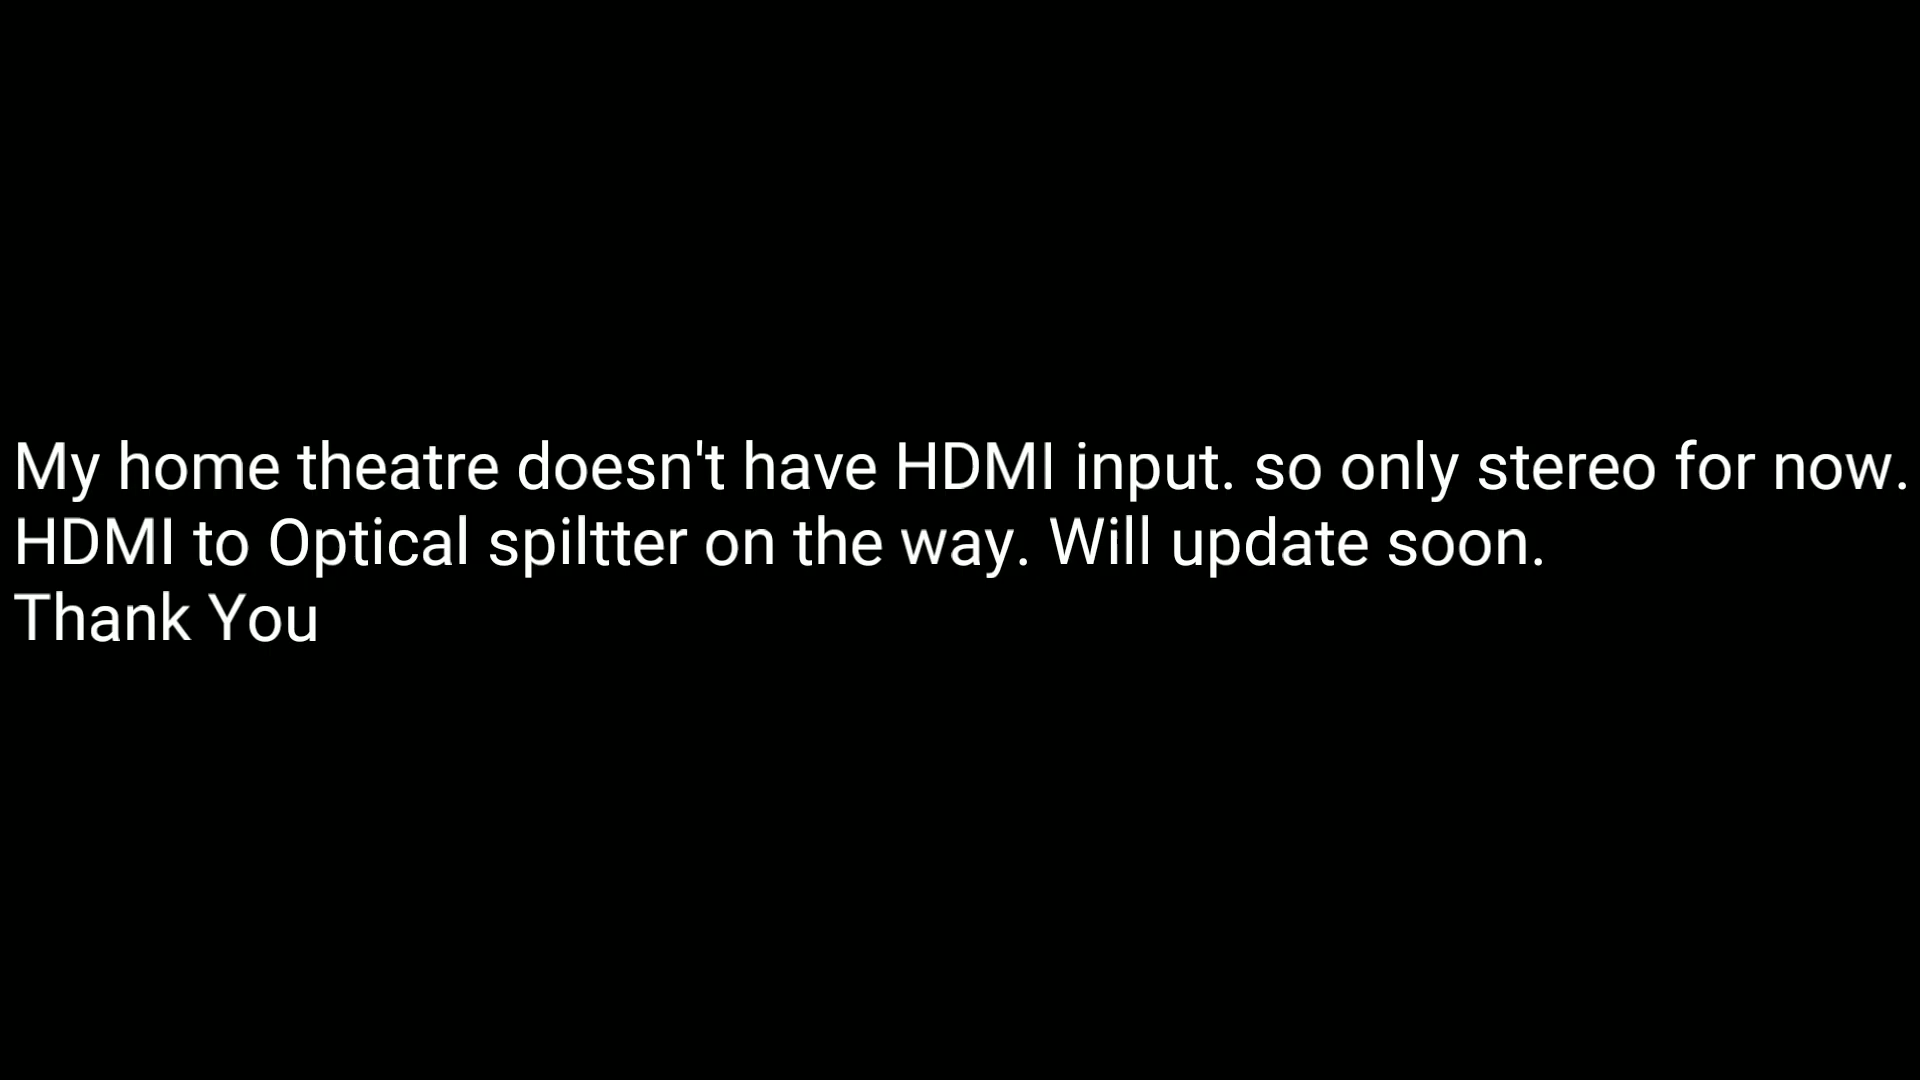 My home theatre doesn't have HDMI input. so only stereo for now.
HDMI to Optical spiltter on the way. Will update soon.
Thank You